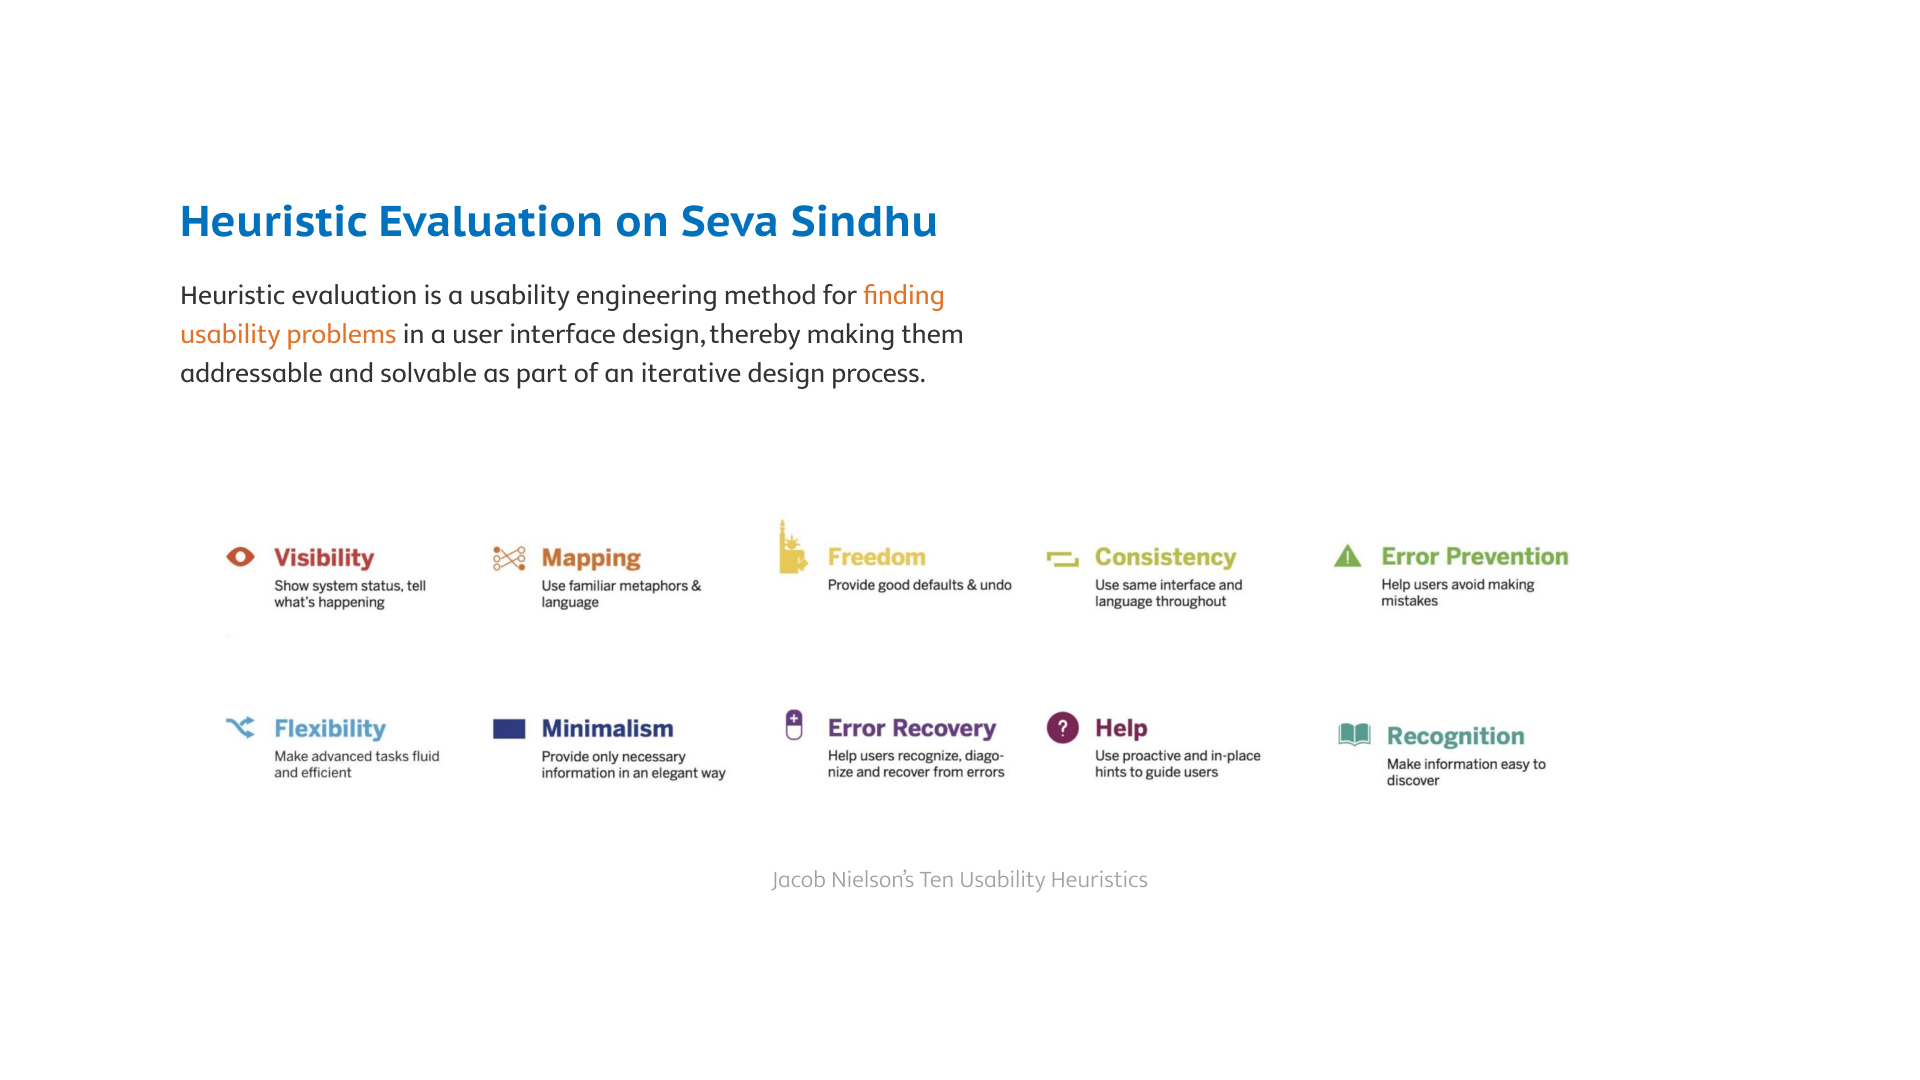 Heuristic Evaluation on Seva Sindhu
Heuristic evaluation is a usability engineering method for finding
usability problems in a user interface design, thereby making them
addressable and solvable as part of an iterative design process.
Visibility
Show system status, tell
what's happening
Mapping
Use familiar metaphors &
language
Freedom
Provide good defaults & undo
Consistency
Use same interface and
language throughout
Error Prevention
Help users avoid making
mistakes
Flexibility
Make advanced tasks fluid
and efficient
Minimalism
Provide only necessary
information in an elegant way
Error Recovery
Help users recognize, diago-
nize and recover from errors
?
Help
Use proactive and in-place
hints to guide users
Recognition
Make information easy to
discover
Jacob Nielson's Ten Usability Heuristics